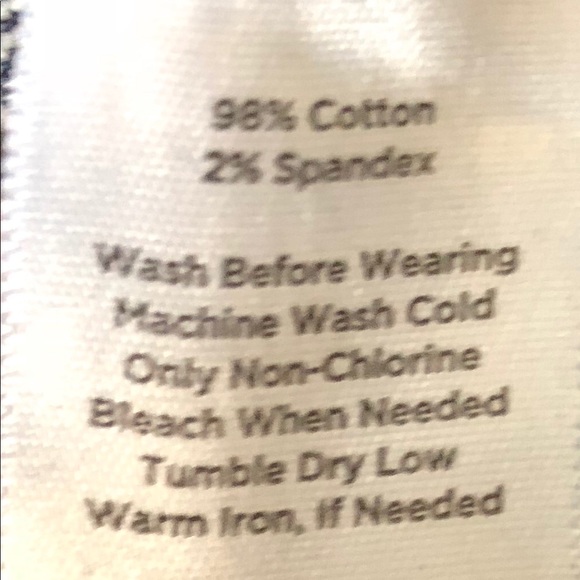 98% Cotton
2% Spandex
Wash Before Wearing
Machine Wash Cold
Only Non-Chlorine
Bleach When Needed
Tumble Dry Low
Warm Iron, If Needed